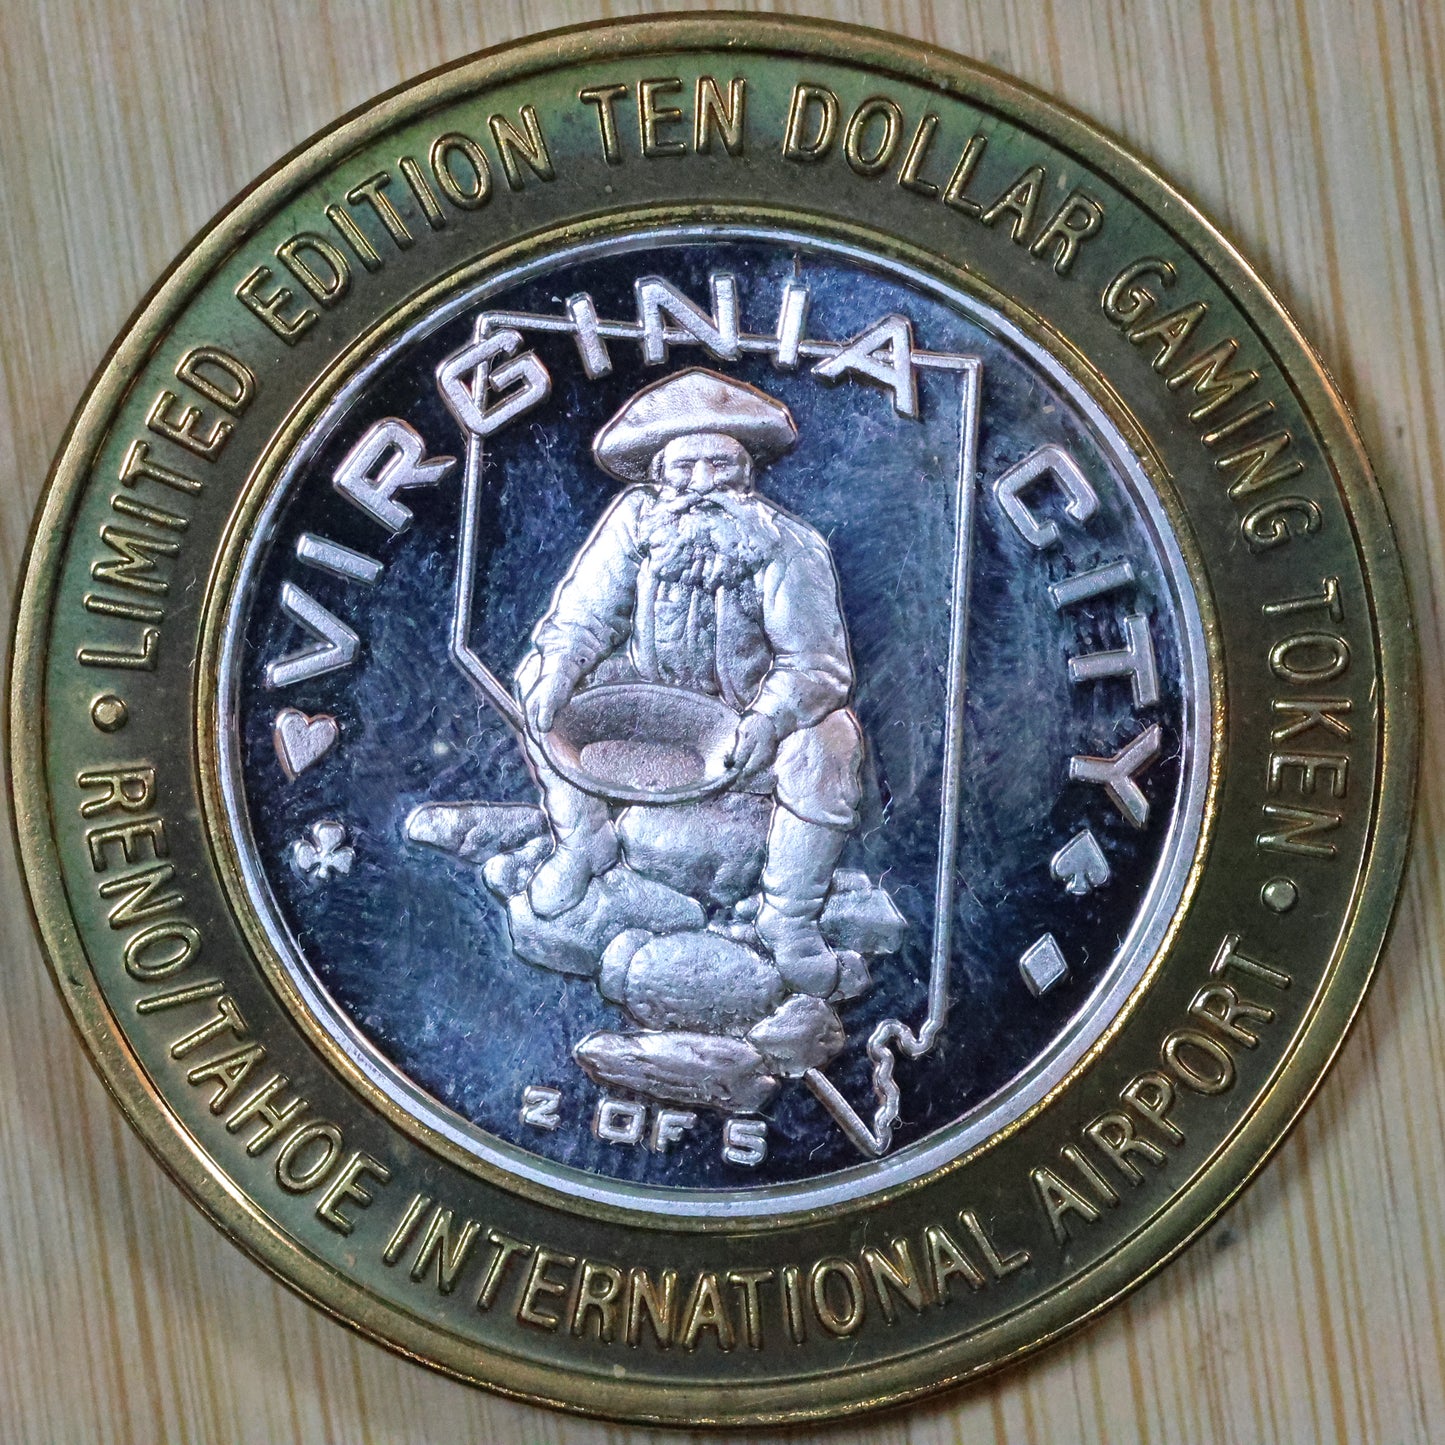 • LIMITED EDITION TEN DOLLAR GAMING TOKEN •
RENO/TAHOE INTERNATIONAL AIRPORT
VIRGINIA CITY
2 OF 5